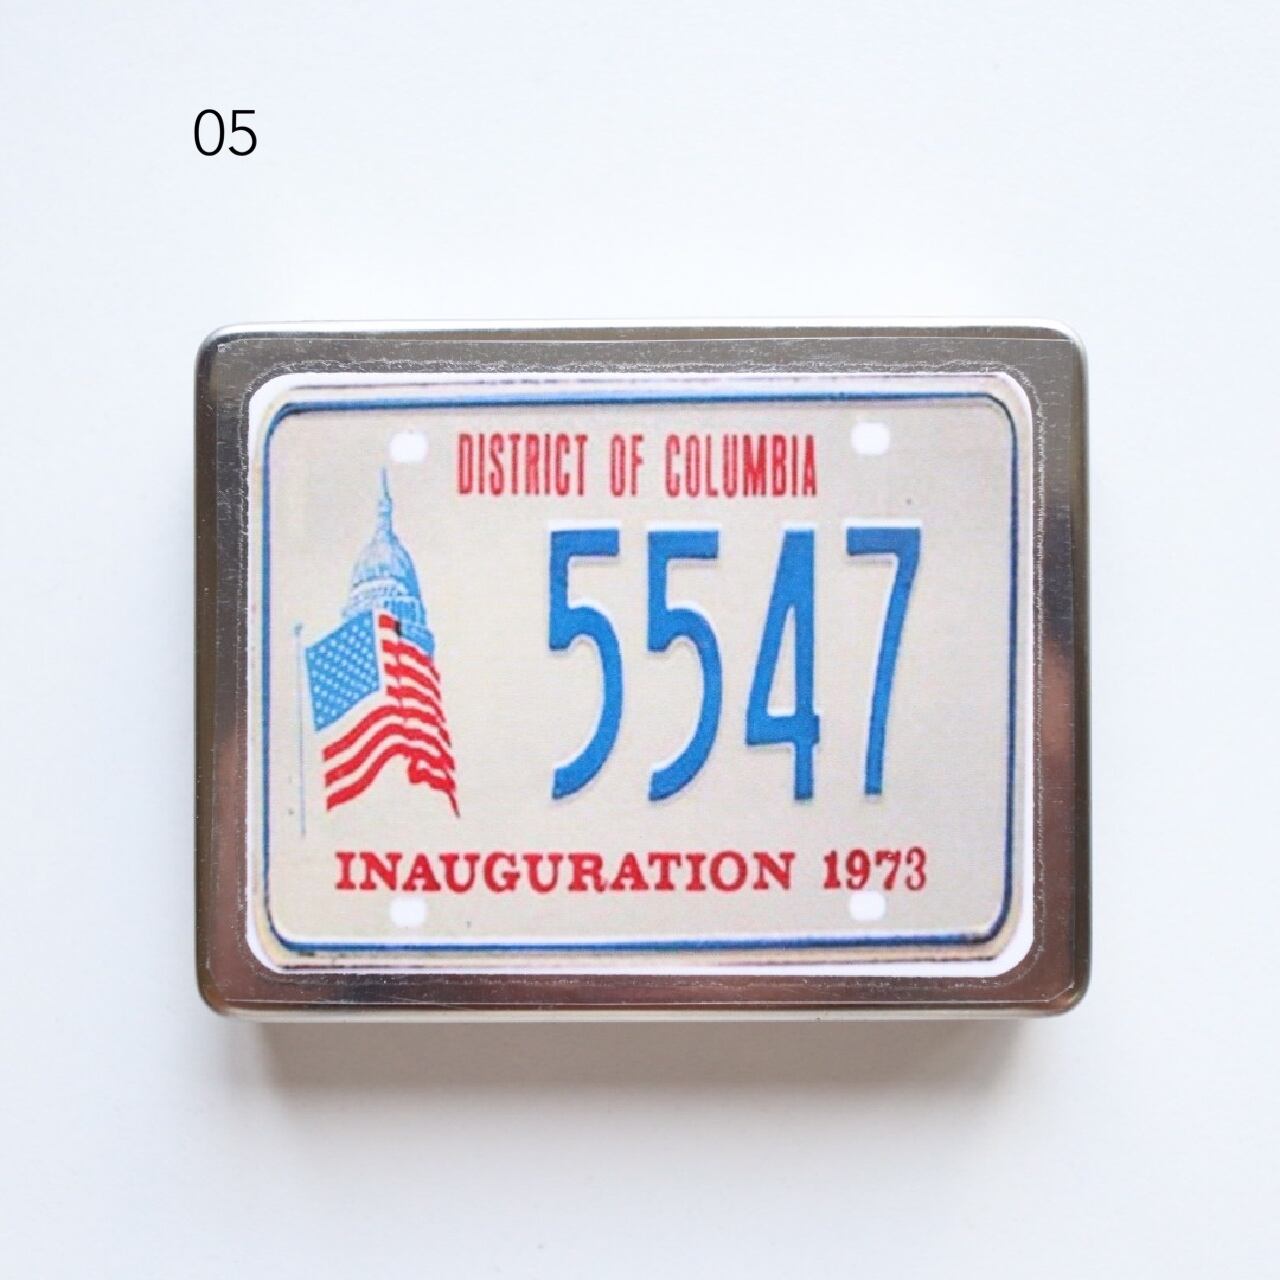 05
DISTRICT OF COLUMBIA
5547
INAUGURATION 1973